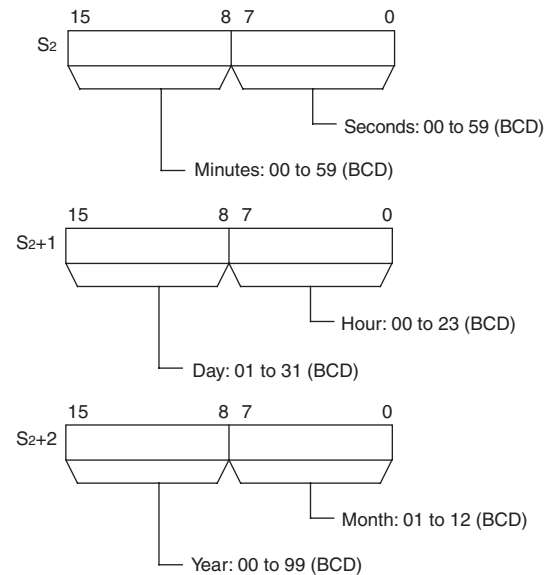 15 8 7 0
S2
Seconds: 00 to 59 (BCD)
Minutes: 00 to 59 (BCD)
15 8 7 0
S2+1
Hour: 00 to 23 (BCD)
Day: 01 to 31 (BCD)
15 8 7 0
S2+2
Month: 01 to 12 (BCD)
Year: 00 to 99 (BCD)